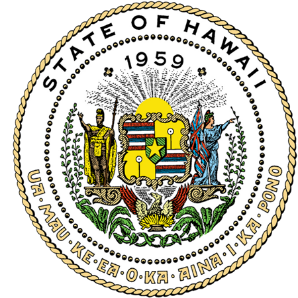 STATE OF HAWAII
1959
UA·MAU·KE·EA·O·KA·AINA·I·KA·PONO